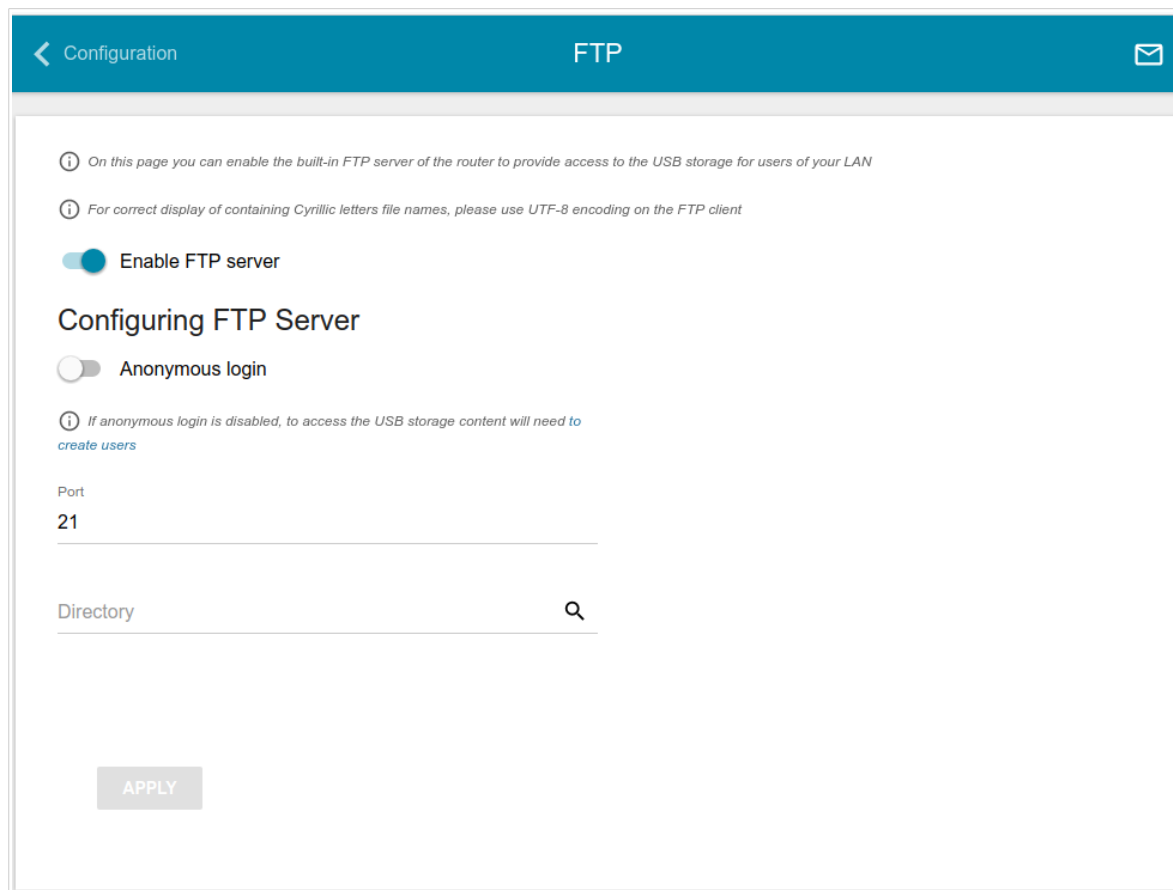 Configuration
FTP
On this page you can enable the built-in FTP server of the router to provide access to the USB storage for users of your LAN
For correct display of containing Cyrillic letters file names, please use UTF-8 encoding on the FTP client
Enable FTP server
Configuring FTP Server
Anonymous login
If anonymous login is disabled, to access the USB storage content will need to
create users
Port
21
Directory
APPLY